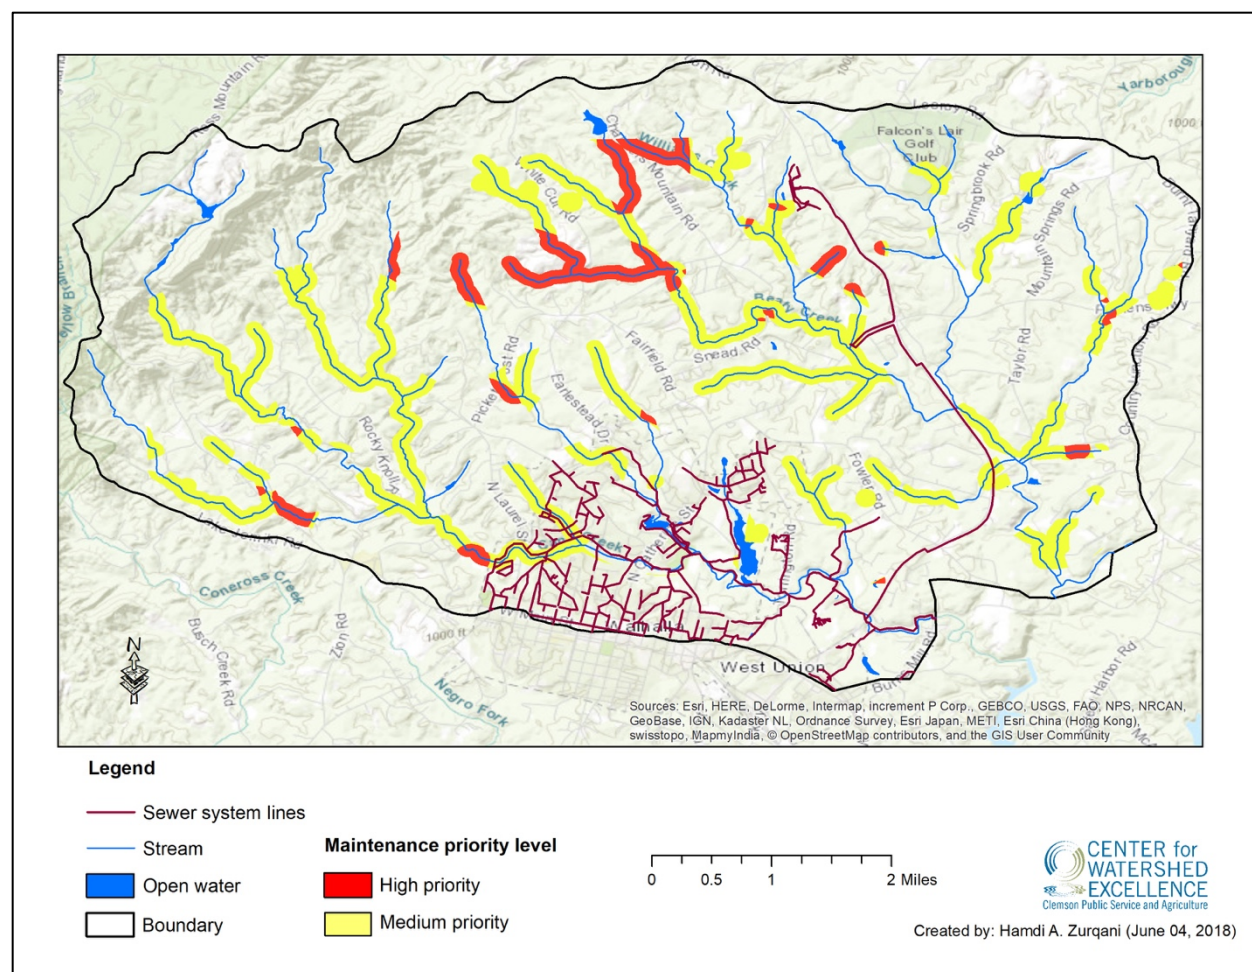 Yarborough
Leeroy Rd
1000 ft
Falcon's Lair
Golf
Club
Springbrook Rd
Mountain Springs Rd
Beaty Creek
Snead Rd
Fairfield Rd
Taylor Rd
Earlestead Dr
Fowler Rd
Coneross Creek
Busch Creek Rd
Zion Rd
1000 ft
Negro Fork
Walhalla
West Union
N
Sources: Esri, HERE, DeLorme, Intermap, increment P Corp., GEBCO, USGS, FAO, NPS, NRCAN,
GeoBase, IGN, Kadaster NL, Ordnance Survey, Esri Japan, METI, Esri China (Hong Kong),
swisstopo, MapmyIndia, © OpenStreetMap contributors, and the GIS User Community
Legend
Sewer system lines
Stream
Open water
Boundary
Maintenance priority level
High priority
Medium priority
0 0.5 1 2 Miles
CENTER for
WATERSHED
EXCELLENCE
Clemson Public Service and Agriculture
Created by: Hamdi A. Zurqani (June 04, 2018)